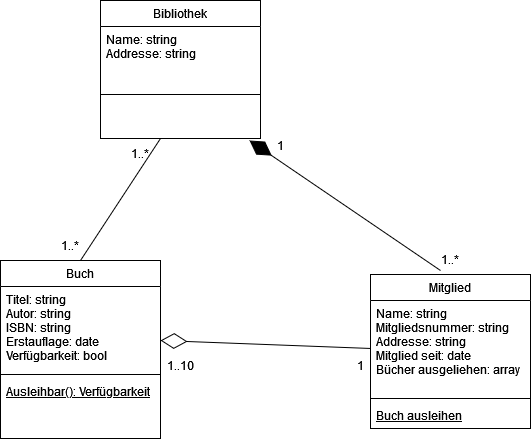 Bibliothek
Name: string
Addresse: string
1..*
1
1..*
1..*
Buch
Titel: string
Autor: string
ISBN: string
Erstauflage: date
Verfügbarkeit: bool
Ausleihbar(): Verfügbarkeit
1..10
1
Mitglied
Name: string
Mitgliedsnummer: string
Addresse: string
Mitglied seit: date
Bücher ausgeliehen: array
Buch ausleihen